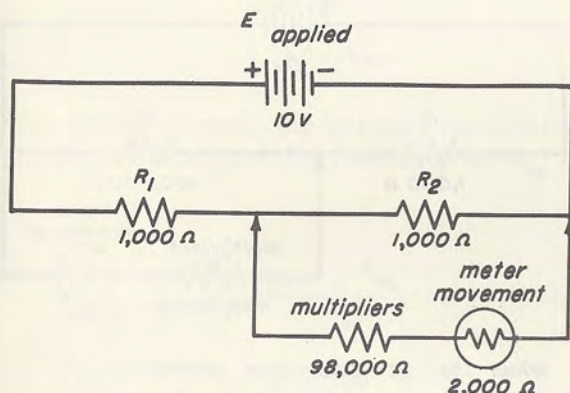 E applied
+ −
10 V
R1
1,000 Ω
R2
1,000 Ω
meter
movement
multipliers
98,000 Ω
2,000 Ω